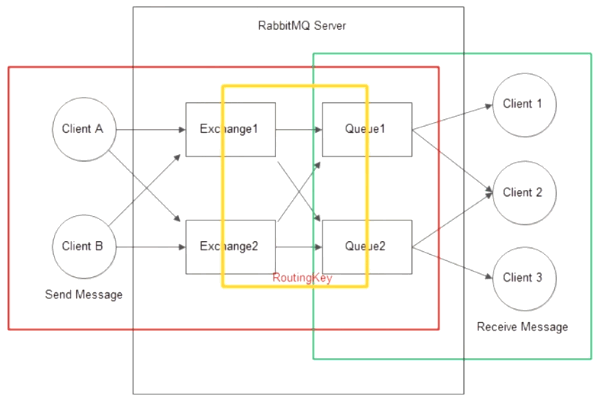 RabbitMQ Server
Client A
Exchange1
Queue1
Client 1
Client 2
Client B
Exchange2
Queue2
Client 3
RoutingKey
Send Message
Receive Message